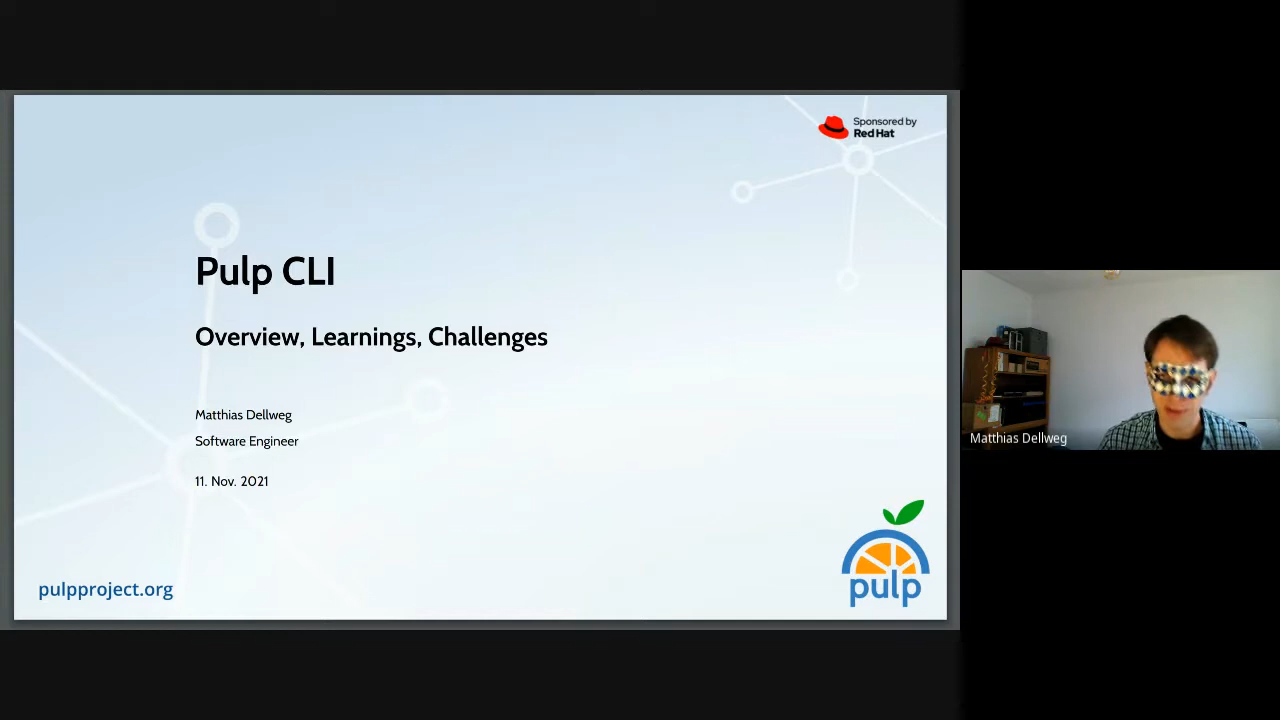 Sponsored by
Red Hat
Pulp CLI
Overview, Learnings, Challenges
Matthias Dellweg
Software Engineer
11. Nov. 2021
pulpproject.org
pulp
Matthias Dellweg